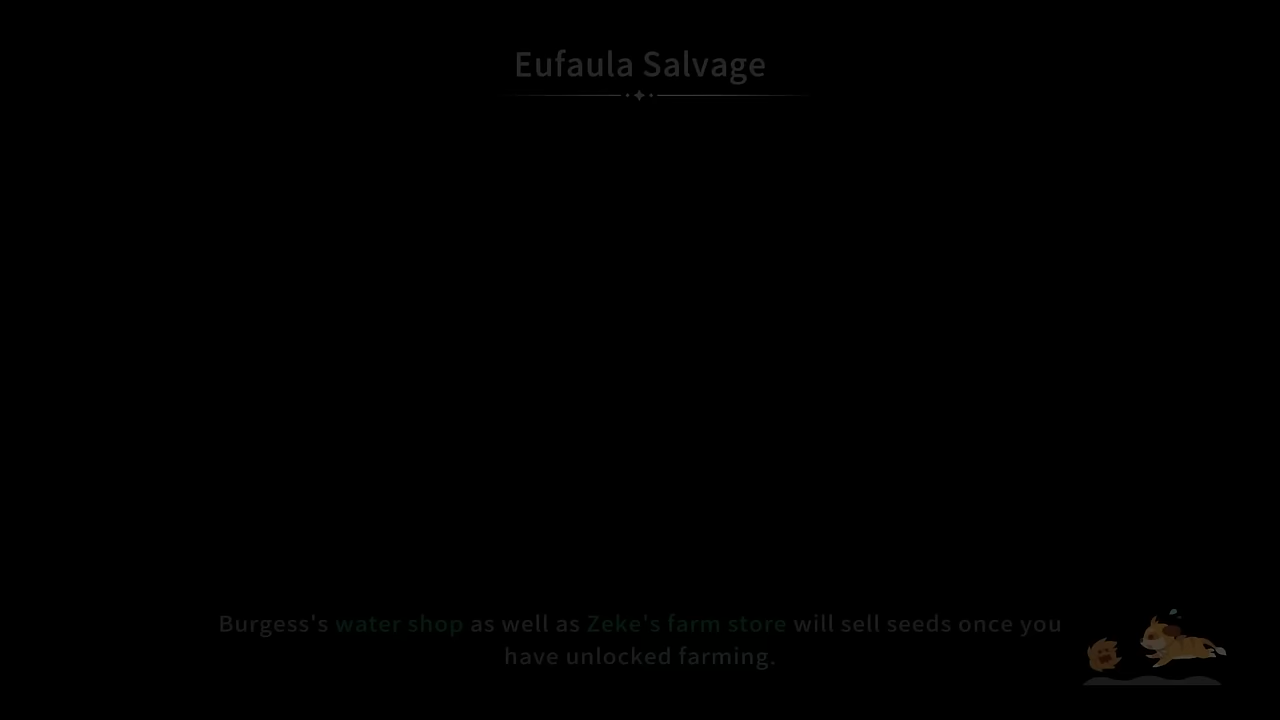 Eufaula Salvage
Burgess's water shop as well as Zeke's farm store will sell seeds once you
have unlocked farming.